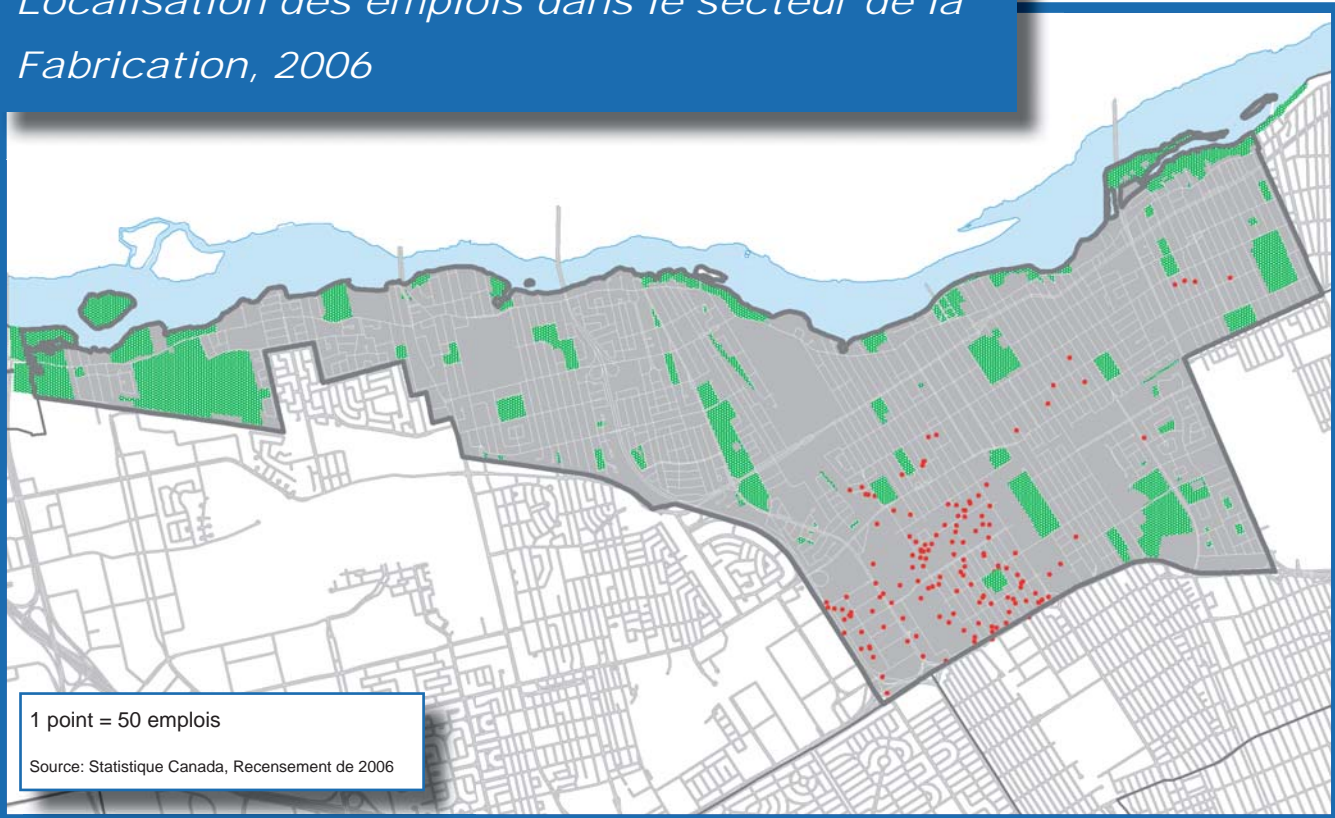 Localisation des emplois dans le secteur de la
Fabrication, 2006
1 point = 50 emplois
Source: Statistique Canada, Recensement de 2006